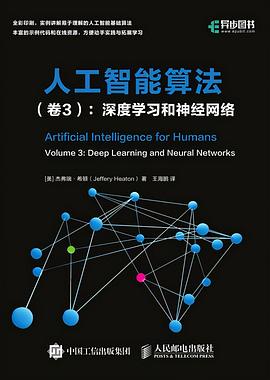 全彩印刷，实例讲解易于理解的人工智能基础算法
丰富的示例代码和在线资源，方便动手实践与拓展学习
异步图书
www.epubit.com
人工智能算法
（卷3）：深度学习和神经网络
Artificial Intelligence for Humans
Volume 3: Deep Learning and Neural Networks
[美] 杰弗瑞·希顿（Jeffery Heaton） 著 王海鹏 译
中国工信出版集团
人民邮电出版社
POSTS & TELECOM PRESS